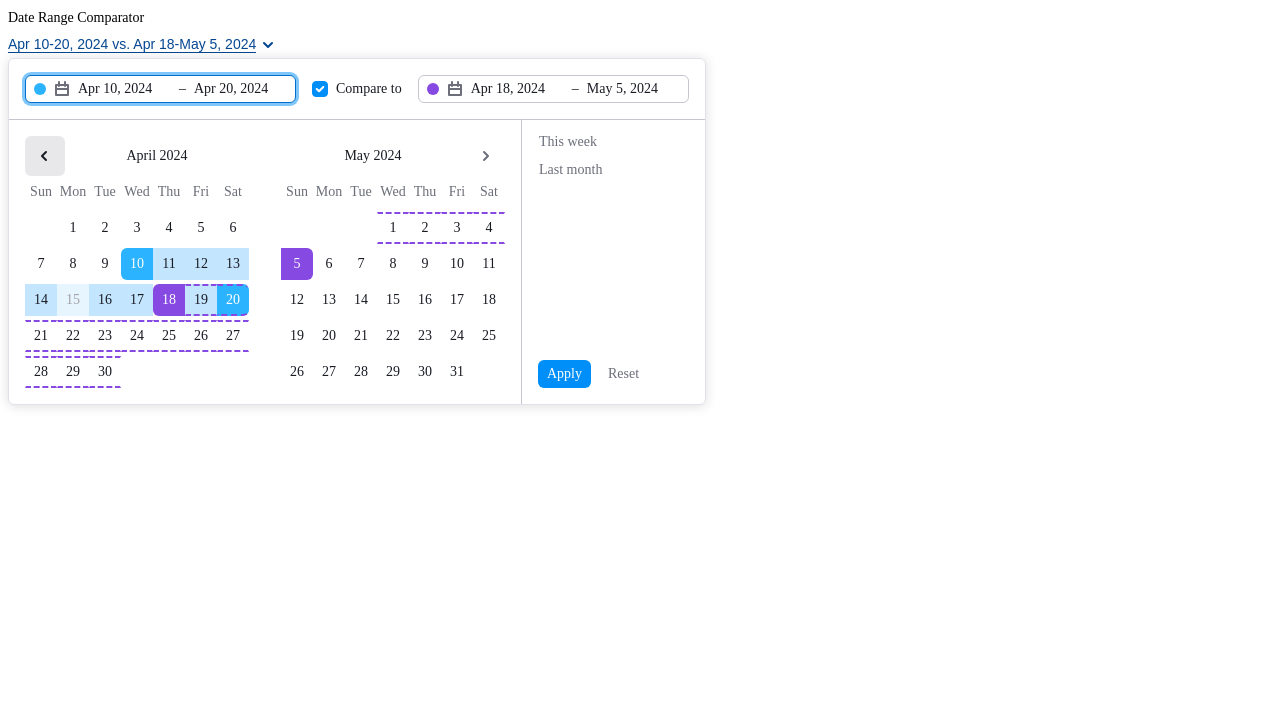 Date Range Comparator
Apr 10-20, 2024 vs. Apr 18-May 5, 2024
Apr 10, 2024 – Apr 20, 2024 Compare to Apr 18, 2024 – May 5, 2024
April 2024 May 2024
Sun Mon Tue Wed Thu Fri Sat Sun Mon Tue Wed Thu Fri Sat
1 2 3 4 5 6 1 2 3 4
7 8 9 10 11 12 13 5 6 7 8 9 10 11
14 15 16 17 18 19 20 12 13 14 15 16 17 18
21 22 23 24 25 26 27 19 20 21 22 23 24 25
28 29 30 26 27 28 29 30 31
This week
Last month
Apply Reset